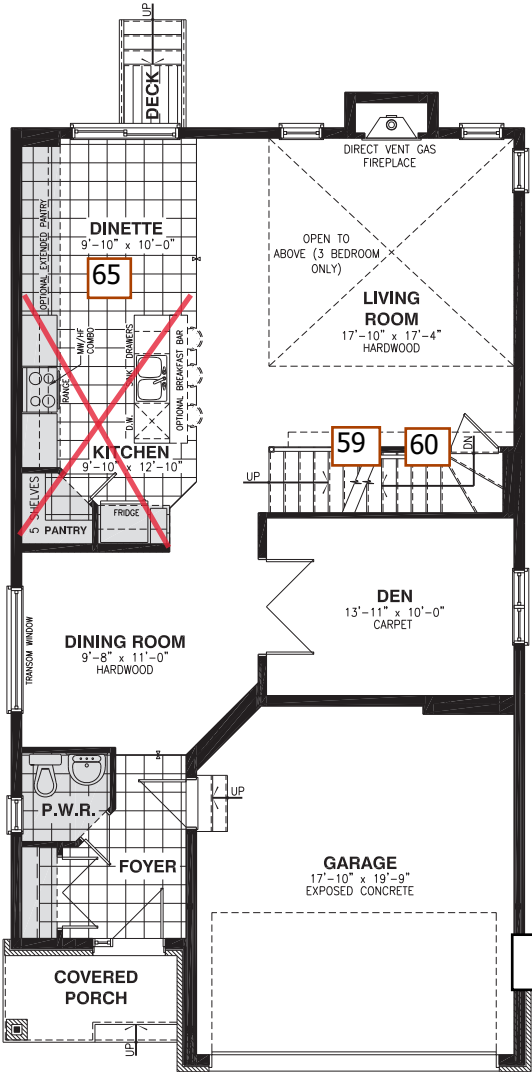 UP
DECK
DIRECT VENT GAS
FIREPLACE
DINETTE
9'-10" x 10'-0"
65
OPTIONAL EXTENDED PANTRY
OPEN TO
ABOVE (3 BEDROOM
ONLY)
LIVING
ROOM
17'-10" x 17'-4"
HARDWOOD
MW/HF
COMBO
RANGE
SINK
DRAWERS
D.W.
OPTIONAL BREAKFAST BAR
KITCHEN
9'-10" x 12'-10"
59
60
DN
UP
5 SHELVES
PANTRY
FRIDGE
DEN
13'-11" x 10'-0"
CARPET
DINING ROOM
9'-8" x 11'-0"
HARDWOOD
TRANSOM WINDOW
P.W.R.
UP
FOYER
GARAGE
17'-10" x 19'-9"
EXPOSED CONCRETE
COVERED
PORCH
UP